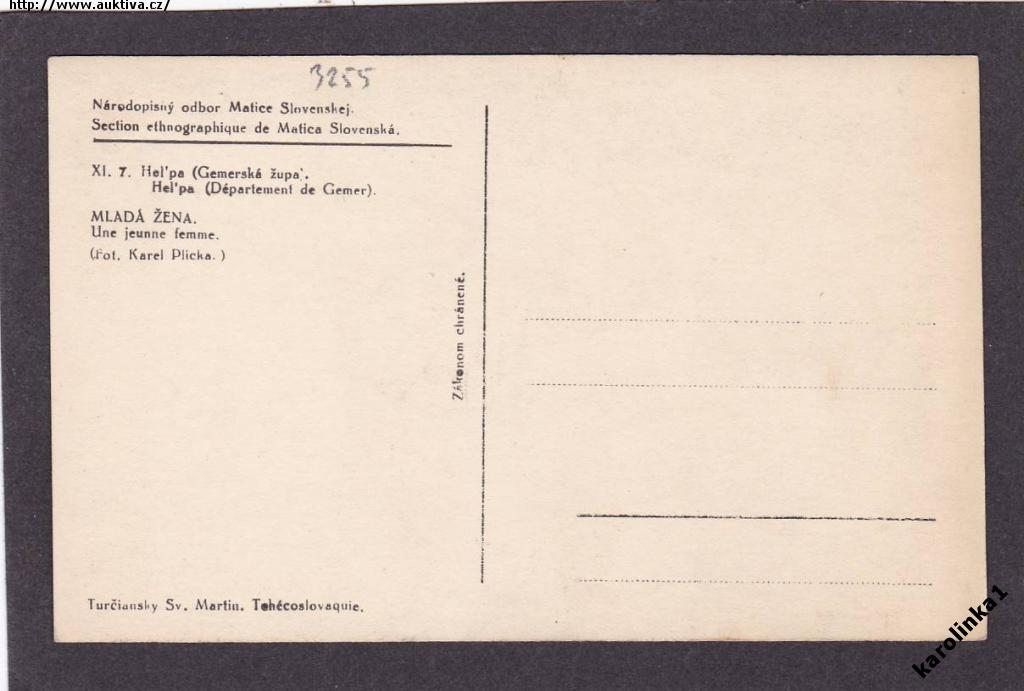 http://www.auktiva.cz/
3255
Národopisný odbor Matice Slovenskej.
Section ethnographique de Matica Slovenská.
XI. 7. Hel'pa (Gemerská župa).
Hel'pa (Département de Gemer).
MLADÁ ŽENA.
Une jeunne femme.
(Fot. Karel Plicka.)
Zákonom chránené.
Turčiansky Sv. Martin. Tchécoslovaquie.
karolinka1